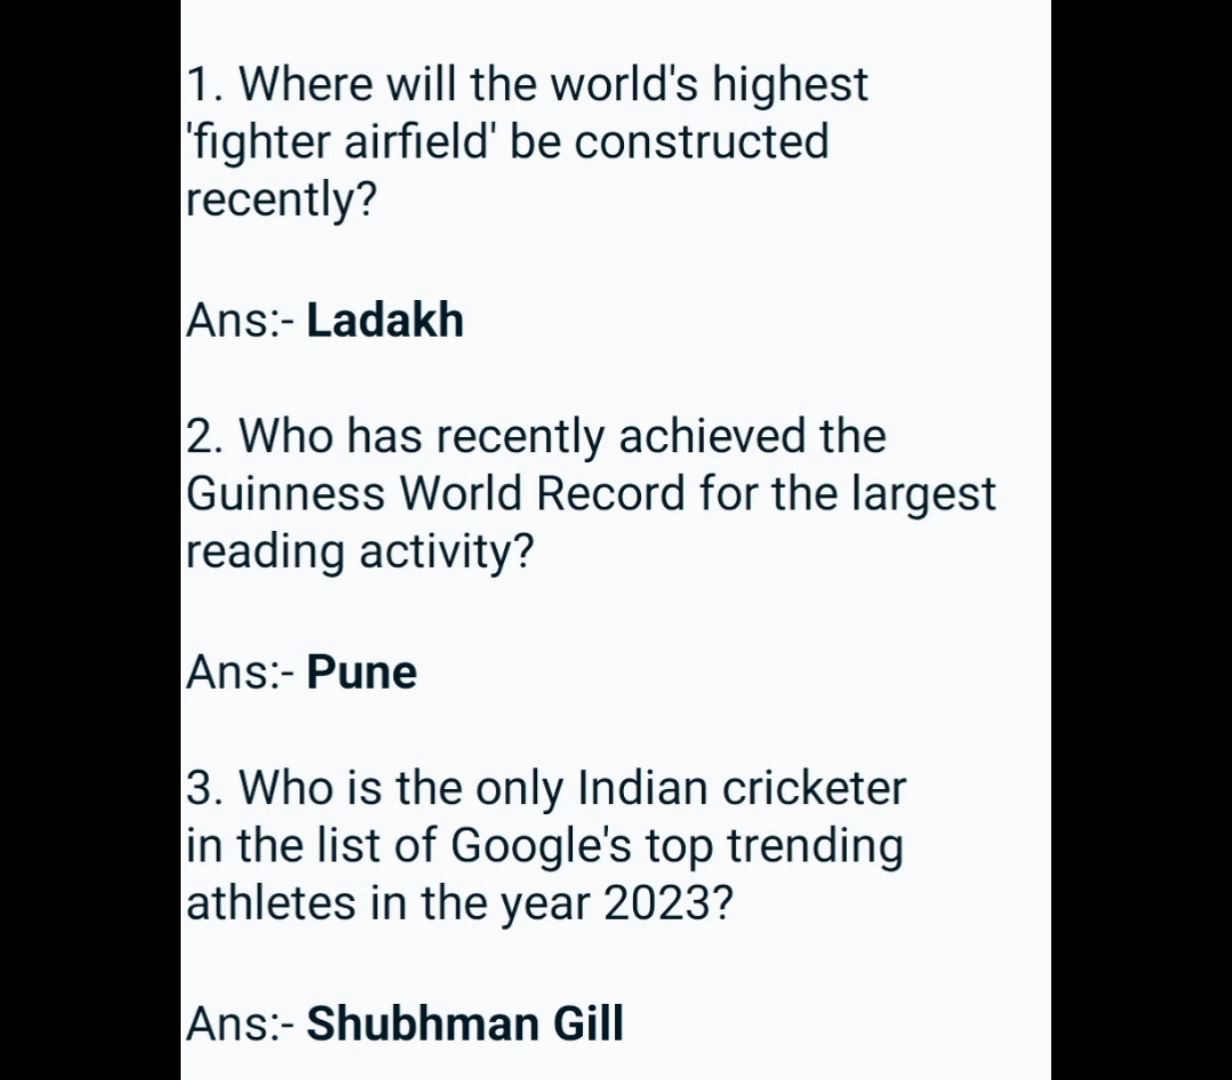 1. Where will the world's highest
'fighter airfield' be constructed
recently?
Ans:- Ladakh
2. Who has recently achieved the
Guinness World Record for the largest
reading activity?
Ans:- Pune
3. Who is the only Indian cricketer
in the list of Google's top trending
athletes in the year 2023?
Ans:- Shubhman Gill